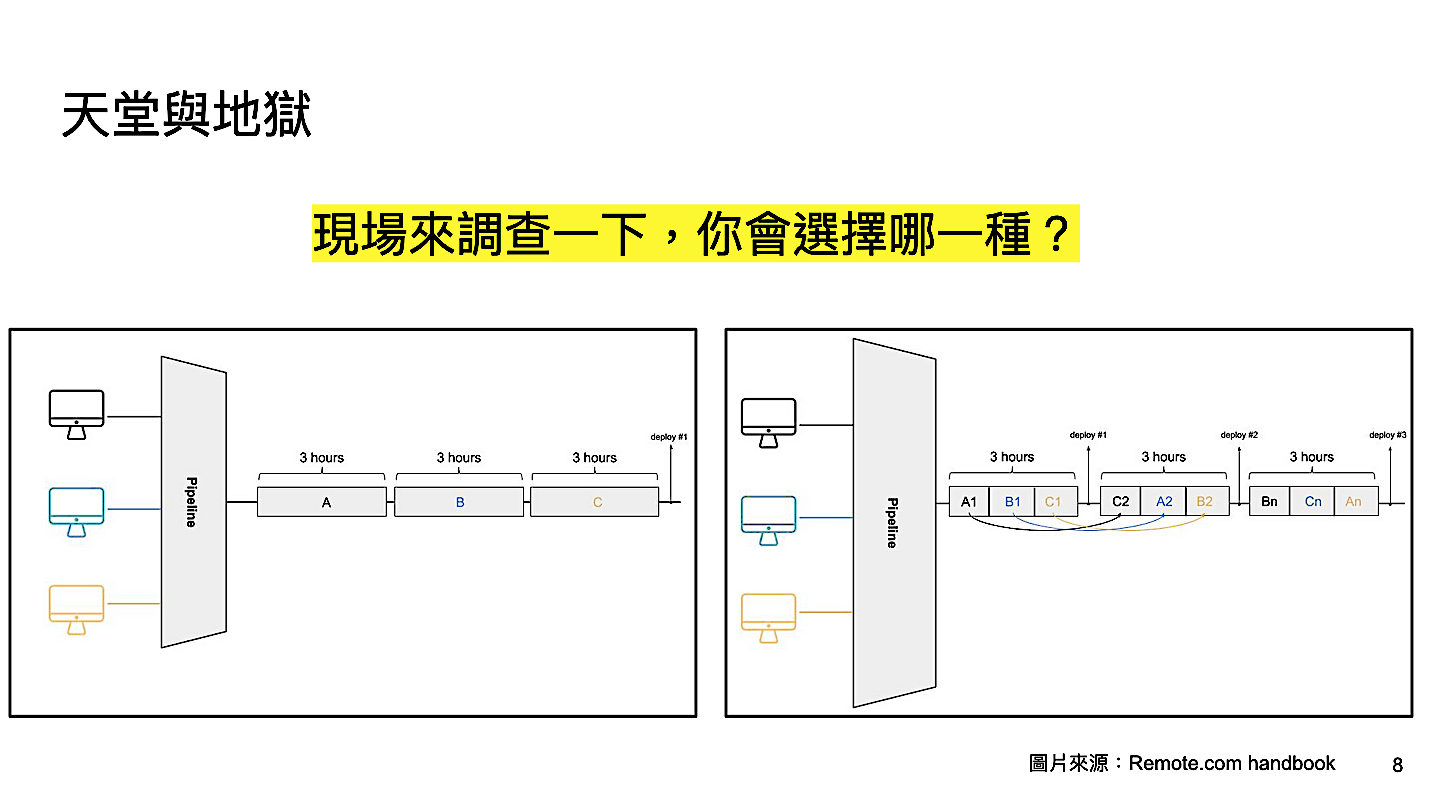 天堂與地獄
現場來調查一下，你會選擇哪一種？
Pipeline
3 hours
3 hours
3 hours
deploy #1
A
B
C
Pipeline
3 hours
3 hours
3 hours
deploy #1
deploy #2
deploy #3
A1
B1
C1
C2
A2
B2
Bn
Cn
An
圖片來源：Remote.com handbook
8